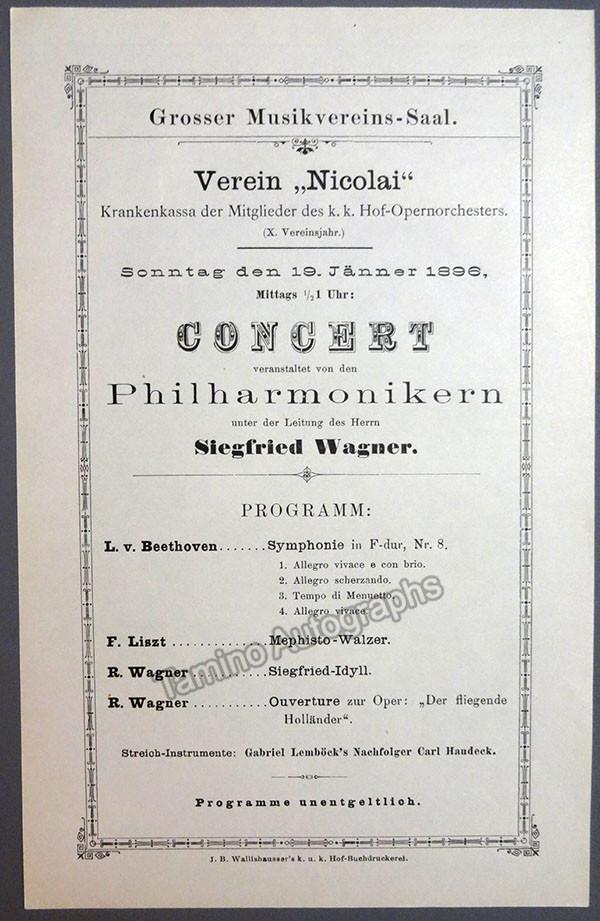 Grosser Musikvereins-Saal.
Verein „Nicolai“
Krankenkassa der Mitglieder des k. k. Hof-Opernorchesters.
(X. Vereinsjahr.)
Sonntag den 19. Jänner 1896,
Mittags ½1 Uhr:
CONCERT
veranstaltet von den
Philharmonikern
unter der Leitung des Herrn
Siegfried Wagner.
PROGRAMM:
L. v. Beethoven.......Symphonie in F-dur, Nr. 8.
1. Allegro vivace e con brio.
2. Allegro scherzando.
3. Tempo di Menuetto.
4. Allegro vivace.
F. Liszt ..............Mephisto-Walzer.
R. Wagner ...........Siegfried-Idyll.
R. Wagner ...........Ouverture zur Oper: „Der fliegende
Holländer“.
Tamino Autographs
Streich-Instrumente: Gabriel Lemböck's Nachfolger Carl Haudeck.
Programme unentgeltlich.
J. B. Wallishausser's k. u. k. Hof-Buchdruckerei.